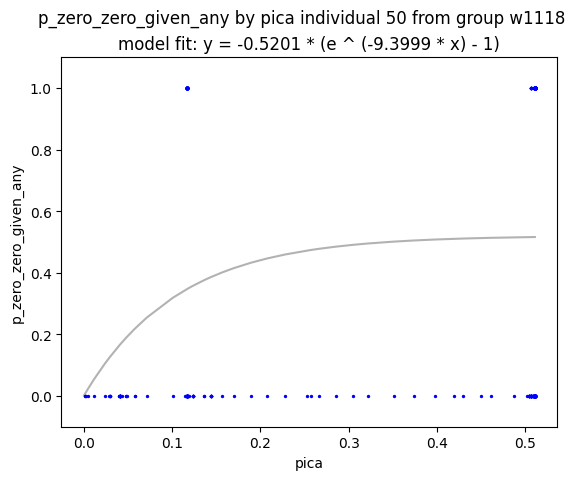 p_zero_zero_given_any by pica individual 50 from group w1118
model fit: y = -0.5201 * (e ^ (-9.3999 * x) - 1)
1.0
0.8
0.6
0.4
0.2
0.0
p_zero_zero_given_any
0.0 0.1 0.2 0.3 0.4 0.5
pica